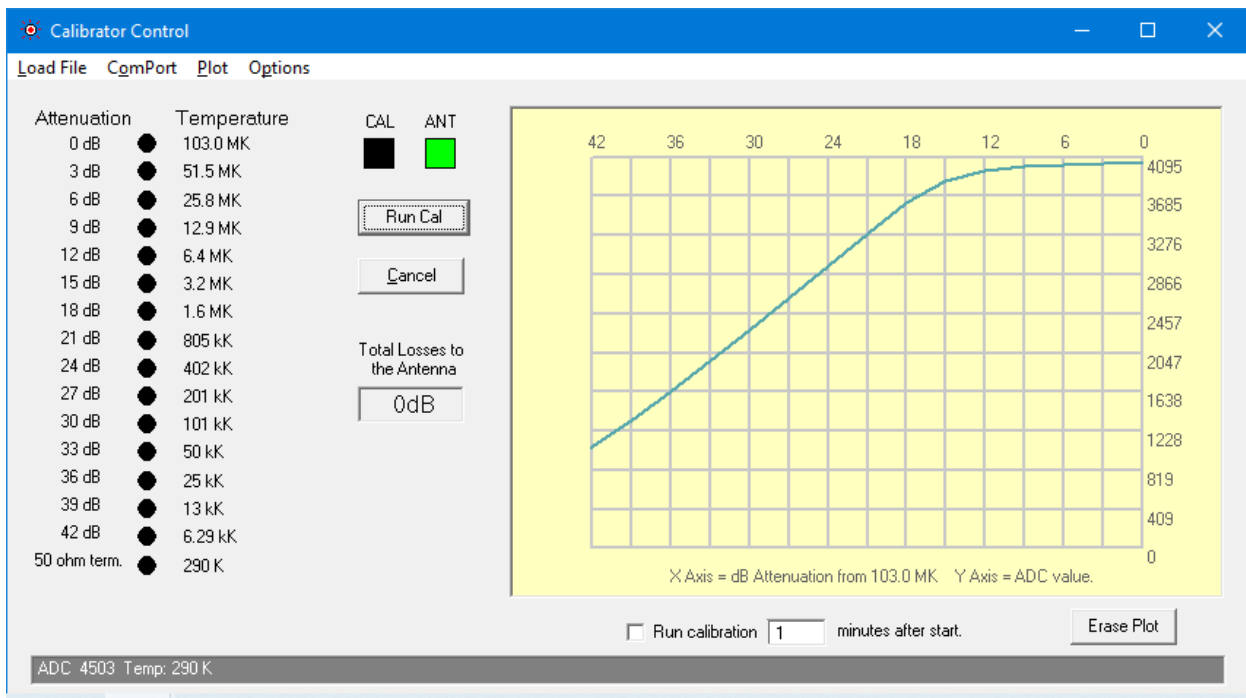 Calibrator Control
Load File ComPort Plot Options
Attenuation Temperature
0 dB 103.0 MK
3 dB 51.5 MK
6 dB 25.8 MK
9 dB 12.9 MK
12 dB 6.4 MK
15 dB 3.2 MK
18 dB 1.6 MK
21 dB 805 kK
24 dB 402 kK
27 dB 201 kK
30 dB 101 kK
33 dB 50 kK
36 dB 25 kK
39 dB 13 kK
42 dB 6.29 kK
50 ohm term. 290 K
CAL ANT
Run Cal
Cancel
Total Losses to
the Antenna
0dB
42 36 30 24 18 12 6 0
4095
3685
3276
2866
2457
2047
1638
1228
819
409
0
X Axis = dB Attenuation from 103.0 MK Y Axis = ADC value.
Run calibration 1 minutes after start.
Erase Plot
ADC 4503 Temp: 290 K